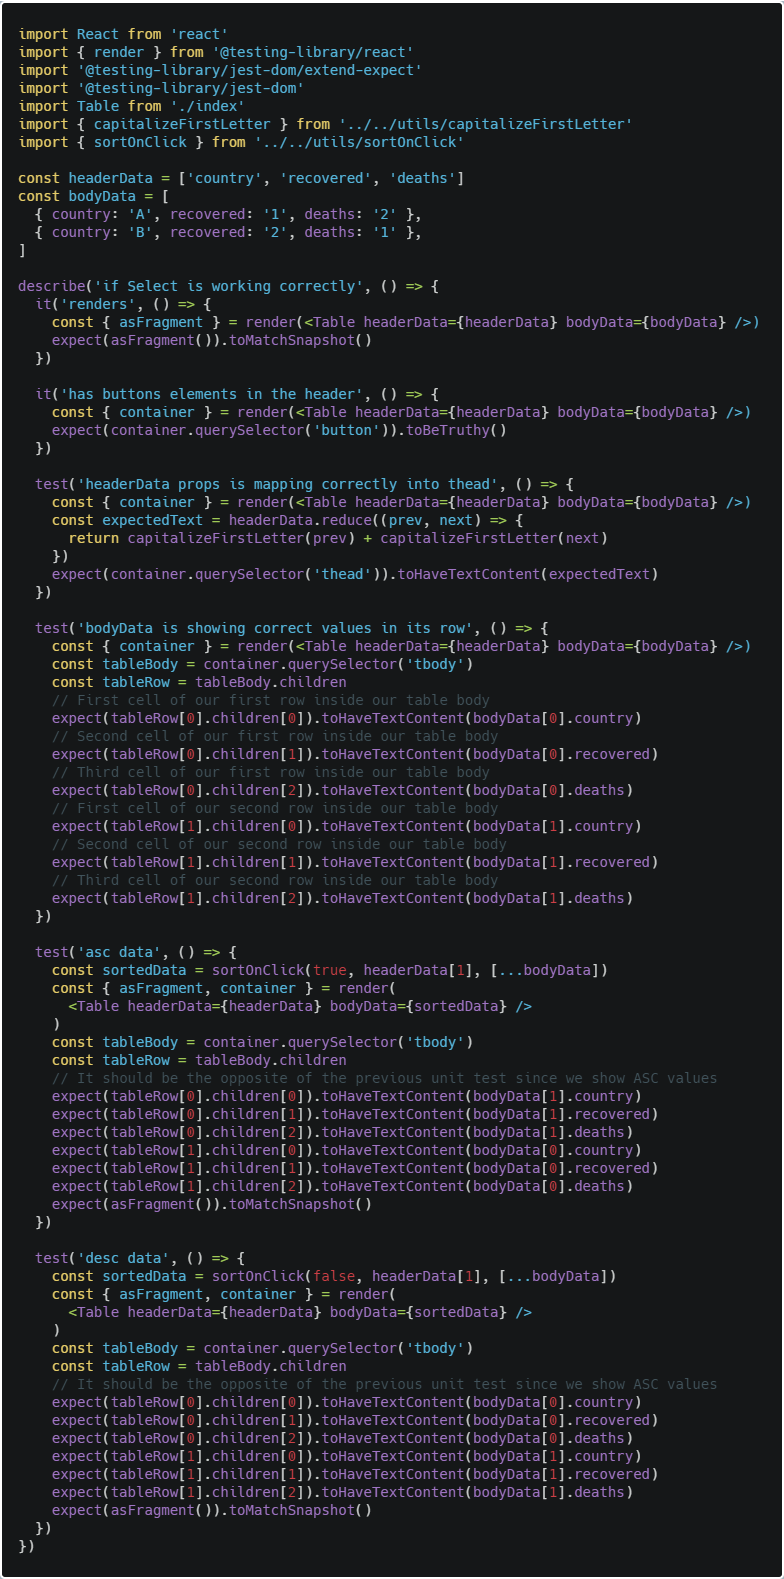 import React from 'react'
import { render } from '@testing-library/react'
import '@testing-library/jest-dom/extend-expect'
import '@testing-library/jest-dom'
import Table from './index'
import { capitalizeFirstLetter } from '../../utils/capitalizeFirstLetter'
import { sortOnClick } from '../../utils/sortOnClick'

const headerData = ['country', 'recovered', 'deaths']
const bodyData = [
  { country: 'A', recovered: '1', deaths: '2' },
  { country: 'B', recovered: '2', deaths: '1' },
]

describe('if Select is working correctly', () => {
  it('renders', () => {
    const { asFragment } = render(<Table headerData={headerData} bodyData={bodyData} />)
    expect(asFragment()).toMatchSnapshot()
  })

  it('has buttons elements in the header', () => {
    const { container } = render(<Table headerData={headerData} bodyData={bodyData} />)
    expect(container.querySelector('button')).toBeTruthy()
  })

  test('headerData props is mapping correctly into thead', () => {
    const { container } = render(<Table headerData={headerData} bodyData={bodyData} />)
    const expectedText = headerData.reduce((prev, next) => {
      return capitalizeFirstLetter(prev) + capitalizeFirstLetter(next)
    })
    expect(container.querySelector('thead')).toHaveTextContent(expectedText)
  })

  test('bodyData is showing correct values in its row', () => {
    const { container } = render(<Table headerData={headerData} bodyData={bodyData} />)
    const tableBody = container.querySelector('tbody')
    const tableRow = tableBody.children
    // First cell of our first row inside our table body
    expect(tableRow[0].children[0]).toHaveTextContent(bodyData[0].country)
    // Second cell of our first row inside our table body
    expect(tableRow[0].children[1]).toHaveTextContent(bodyData[0].recovered)
    // Third cell of our first row inside our table body
    expect(tableRow[0].children[2]).toHaveTextContent(bodyData[0].deaths)
    // First cell of our second row inside our table body
    expect(tableRow[1].children[0]).toHaveTextContent(bodyData[1].country)
    // Second cell of our second row inside our table body
    expect(tableRow[1].children[1]).toHaveTextContent(bodyData[1].recovered)
    // Third cell of our second row inside our table body
    expect(tableRow[1].children[2]).toHaveTextContent(bodyData[1].deaths)
  })

  test('asc data', () => {
    const sortedData = sortOnClick(true, headerData[1], [...bodyData])
    const { asFragment, container } = render(
      <Table headerData={headerData} bodyData={sortedData} />
    )
    const tableBody = container.querySelector('tbody')
    const tableRow = tableBody.children
    // It should be the opposite of the previous unit test since we show ASC values
    expect(tableRow[0].children[0]).toHaveTextContent(bodyData[1].country)
    expect(tableRow[0].children[1]).toHaveTextContent(bodyData[1].recovered)
    expect(tableRow[0].children[2]).toHaveTextContent(bodyData[1].deaths)
    expect(tableRow[1].children[0]).toHaveTextContent(bodyData[0].country)
    expect(tableRow[1].children[1]).toHaveTextContent(bodyData[0].recovered)
    expect(tableRow[1].children[2]).toHaveTextContent(bodyData[0].deaths)
    expect(asFragment()).toMatchSnapshot()
  })

  test('desc data', () => {
    const sortedData = sortOnClick(false, headerData[1], [...bodyData])
    const { asFragment, container } = render(
      <Table headerData={headerData} bodyData={sortedData} />
    )
    const tableBody = container.querySelector('tbody')
    const tableRow = tableBody.children
    // It should be the opposite of the previous unit test since we show ASC values
    expect(tableRow[0].children[0]).toHaveTextContent(bodyData[0].country)
    expect(tableRow[0].children[1]).toHaveTextContent(bodyData[0].recovered)
    expect(tableRow[0].children[2]).toHaveTextContent(bodyData[0].deaths)
    expect(tableRow[1].children[0]).toHaveTextContent(bodyData[1].country)
    expect(tableRow[1].children[1]).toHaveTextContent(bodyData[1].recovered)
    expect(tableRow[1].children[2]).toHaveTextContent(bodyData[1].deaths)
    expect(asFragment()).toMatchSnapshot()
  })
})